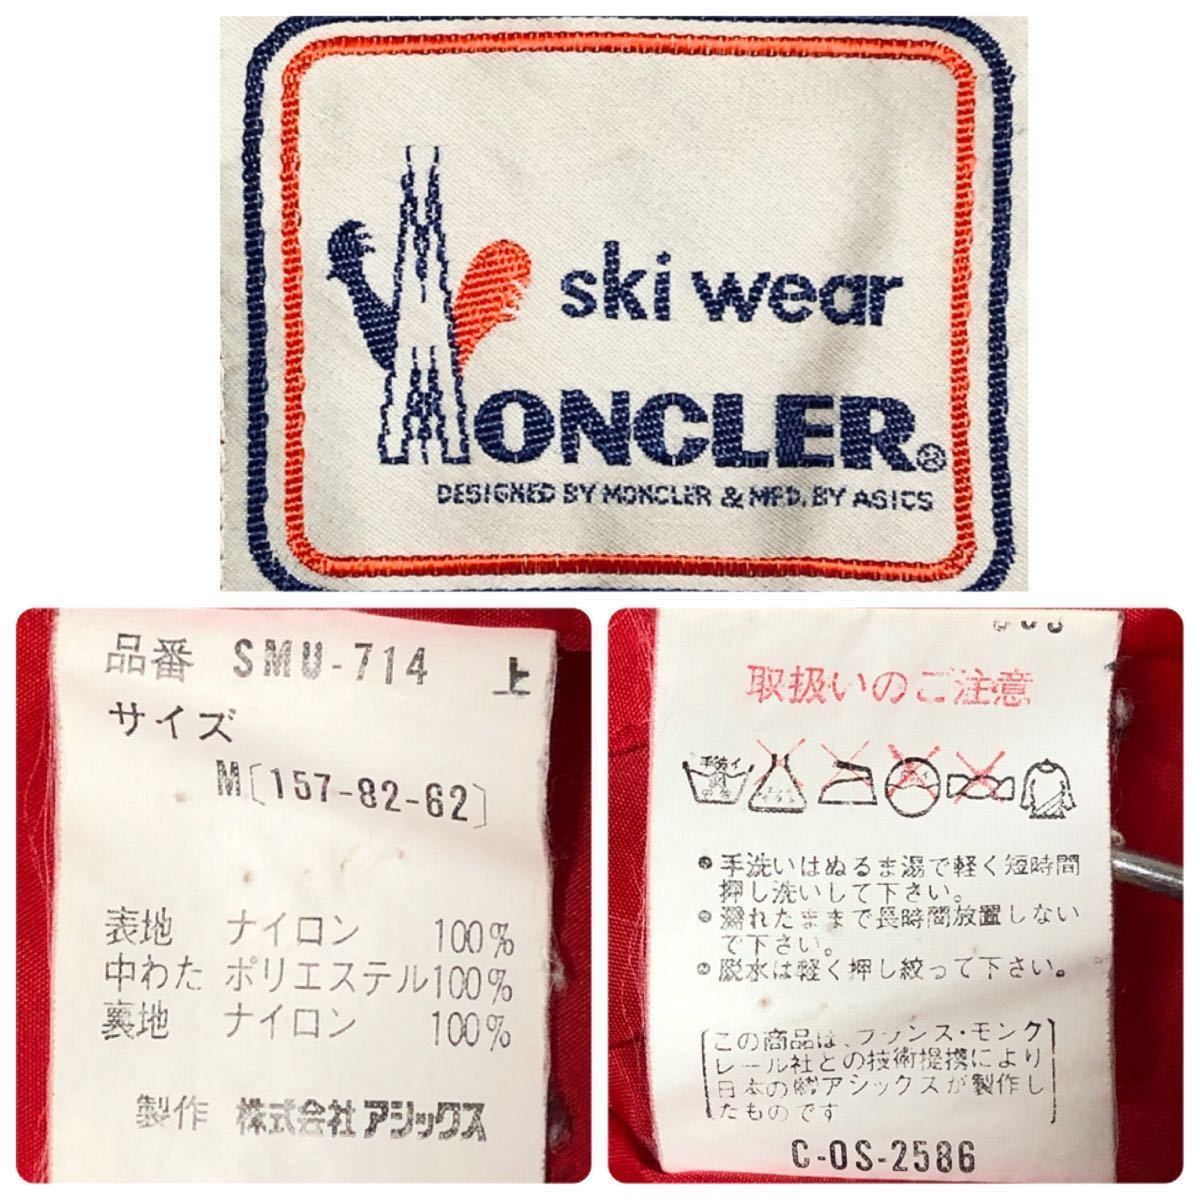 ski wear
MONCLER®
DESIGNED BY MONCLER & MFD. BY ASICS
品番 SMU-714 上
サイズ
M〔157-82-62〕
表地 ナイロン 100%
中わた ポリエステル100%
裏地 ナイロン 100%
製作 株式会社アシックス
取扱いのご注意
手洗イ
• 手洗いはぬるま湯で軽く短時間
押し洗いして下さい。
• 濡れたままで長時間放置しない
で下さい。
• 脱水は軽く押し絞って下さい。
この商品は、フランス・モンク
レール社との技術提携により
日本の㈱アシックスが製作し
たものです
C-OS-2586